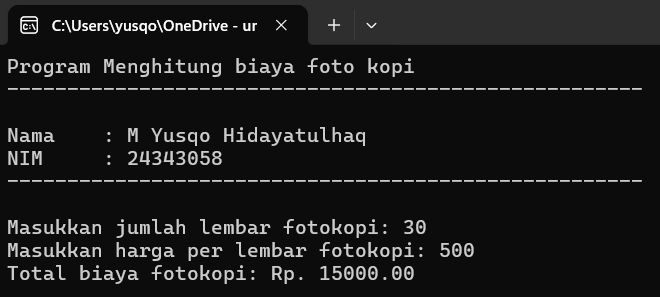 C:\Users\yusqo\OneDrive - ur
Program Menghitung biaya foto kopi
-----------------------------------------------------
Nama    : M Yusqo Hidayatulhaq
NIM     : 24343058
-----------------------------------------------------
Masukkan jumlah lembar fotokopi: 30
Masukkan harga per lembar fotokopi: 500
Total biaya fotokopi: Rp. 15000.00